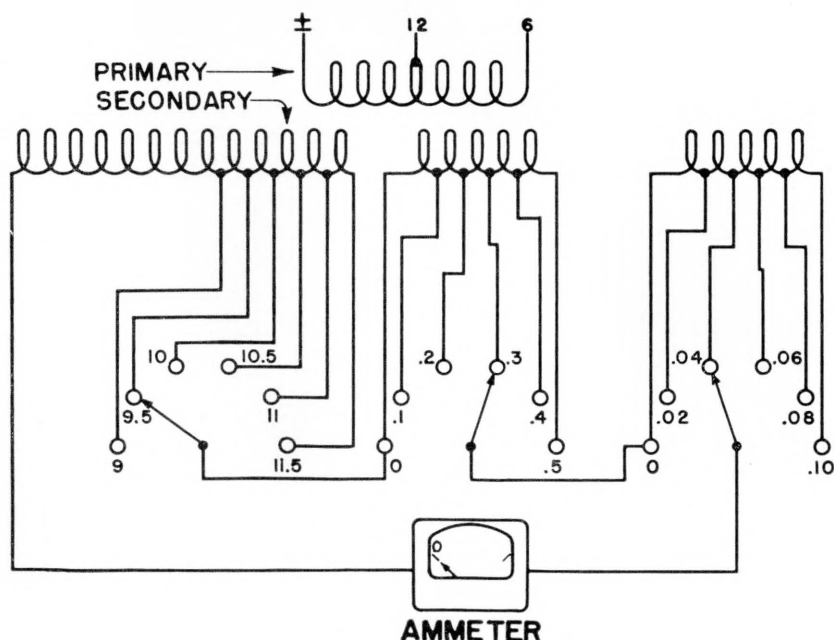 ± 12 6
PRIMARY
SECONDARY
10 10.5 .2 .3 .04 .06
9.5 11 .1 .4 .02 .08
9 11.5 0 .5 0 .10
0
AMMETER